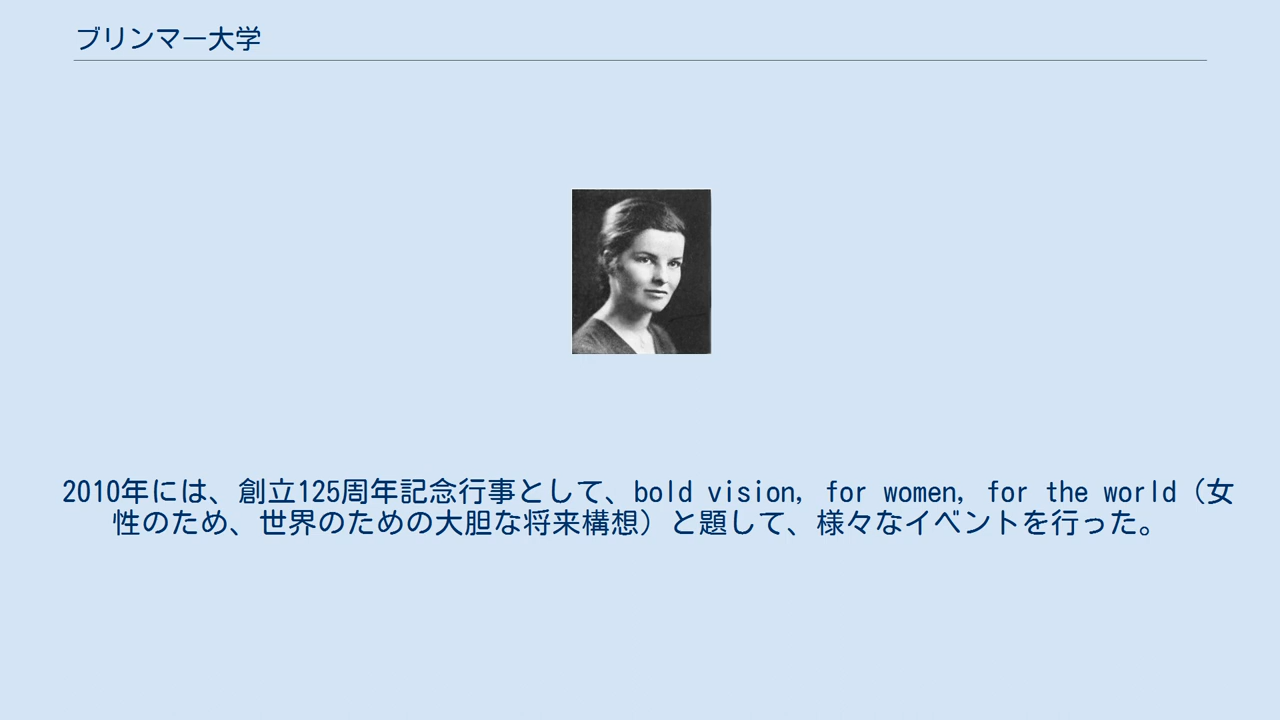 ブリンマー大学
2010年には、創立125周年記念行事として、bold vision, for women, for the world（女
性のため、世界のための大胆な将来構想）と題して、様々なイベントを行った。